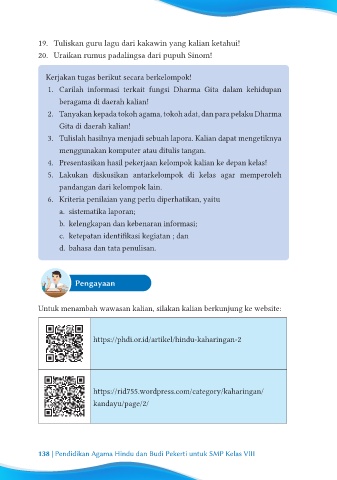 19. Tuliskan guru lagu dari kakawin yang kalian ketahui!
20. Uraikan rumus padalingsa dari pupuh Sinom!
Kerjakan tugas berikut secara berkelompok!
1. Carilah informasi terkait fungsi Dharma Gita dalam kehidupan
beragama di daerah kalian!
2. Tanyakan kepada tokoh agama, tokoh adat, dan para pelaku Dharma
Gita di daerah kalian!
3. Tulislah hasilnya menjadi sebuah lapora. Kalian dapat mengetiknya
menggunakan komputer atau ditulis tangan.
4. Presentasikan hasil pekerjaan kelompok kalian ke depan kelas!
5. Lakukan diskusikan antarkelompok di kelas agar memperoleh
pandangan dari kelompok lain.
6. Kriteria penilaian yang perlu diperhatikan, yaitu
a. sistematika laporan;
b. kelengkapan dan kebenaran informasi;
c. ketepatan identifikasi kegiatan ; dan
d. bahasa dan tata penulisan.
Pengayaan
Untuk menambah wawasan kalian, silakan kalian berkunjung ke website:
https://phdi.or.id/artikel/hindu-kaharingan-2
https://rid755.wordpress.com/category/kaharingan/
kandayu/page/2/
138 | Pendidikan Agama Hindu dan Budi Pekerti untuk SMP Kelas VIII